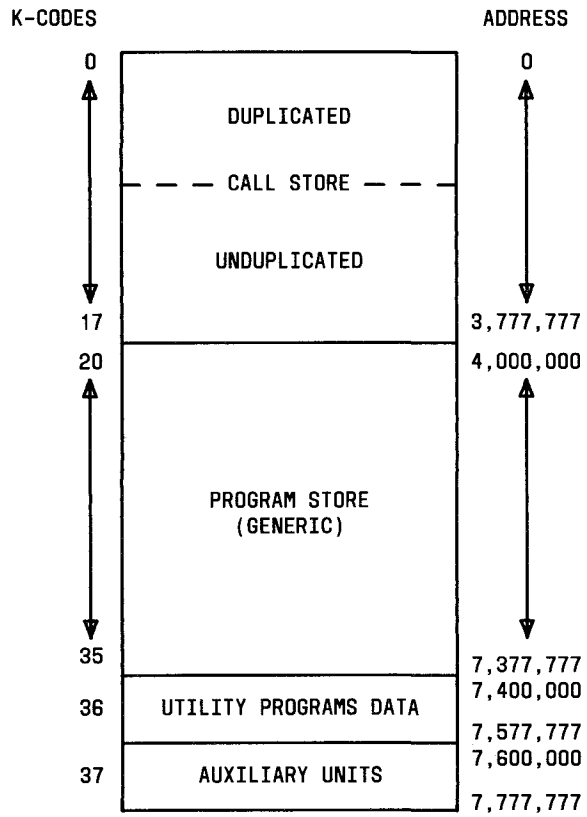 K-CODES
ADDRESS
0
0
DUPLICATED
CALL STORE
UNDUPLICATED
17
3,777,777
20
4,000,000
PROGRAM STORE
(GENERIC)
35
7,377,777
7,400,000
36
UTILITY PROGRAMS DATA
7,577,777
7,600,000
37
AUXILIARY UNITS
7,777,777